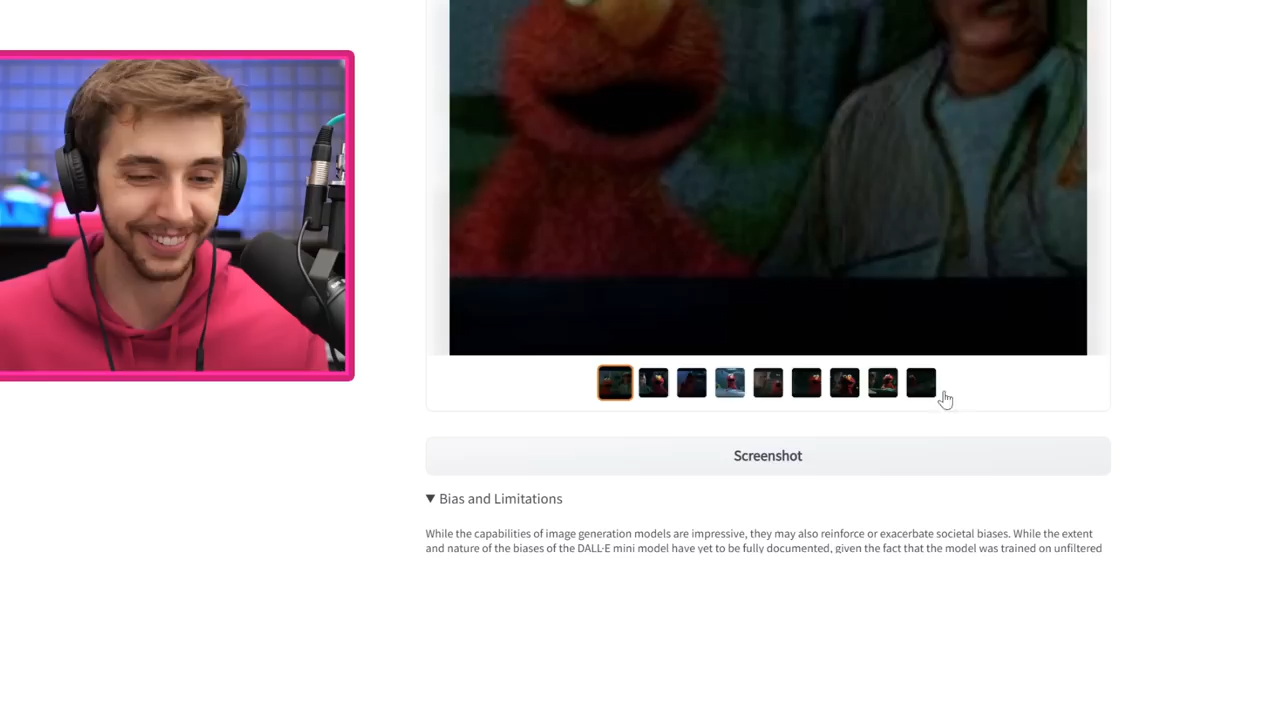 Screenshot
▼ Bias and Limitations
While the capabilities of image generation models are impressive, they may also reinforce or exacerbate societal biases. While the extent
and nature of the biases of the DALL·E mini model have yet to be fully documented, given the fact that the model was trained on unfiltered